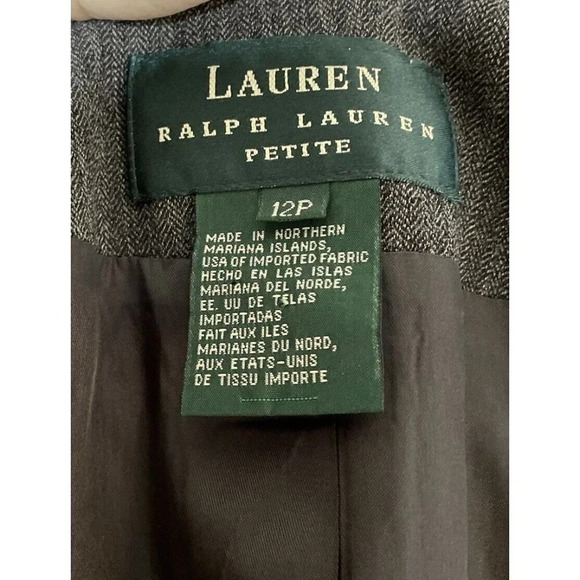 LAUREN
RALPH LAUREN
PETITE
12P
MADE IN NORTHERN
MARIANA ISLANDS,
USA OF IMPORTED FABRIC
HECHO EN LAS ISLAS
MARIANA DEL NORDE,
EE. UU DE TELAS
IMPORTADAS
FAIT AUX ILES
MARIANES DU NORD,
AUX ETATS-UNIS
DE TISSU IMPORTE